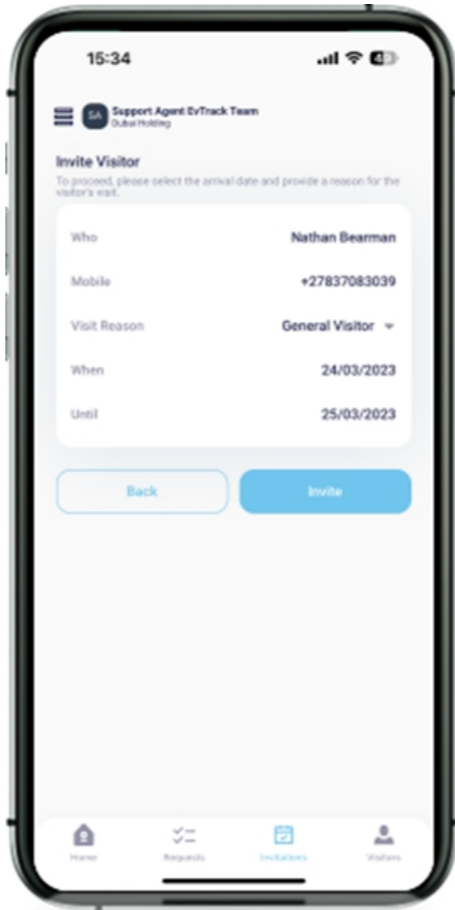 15:34
SA
Support Agent EvTrack Team
Dubai Holding
Invite Visitor
To proceed, please select the arrival date and provide a reason for the
visitor's visit.
Who Nathan Bearman
Mobile +27837083039
Visit Reason General Visitor
When 24/03/2023
Until 25/03/2023
Back Invite
Home Requests Invitations Visitors